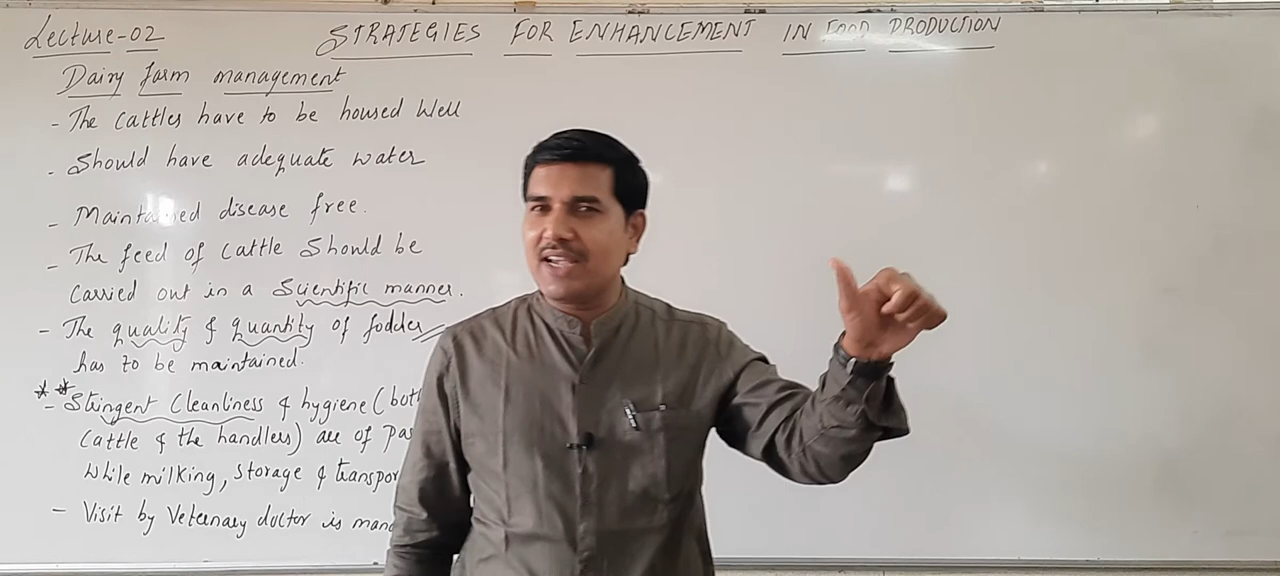 Lecture-02
STRATEGIES FOR ENHANCEMENT IN FOOD PRODUCTION
Dairy farm management
- The cattles have to be housed well
- Should have adequate water
- Maintained disease free.
- The feed of cattle should be
carried out in a scientific manner.
- The quality & quantity of fodder
has to be maintained.
** - Stringent cleanliness & hygiene (both
cattle & the handlers) are of
while milking, storage &
- Visit by Veternary doctor is